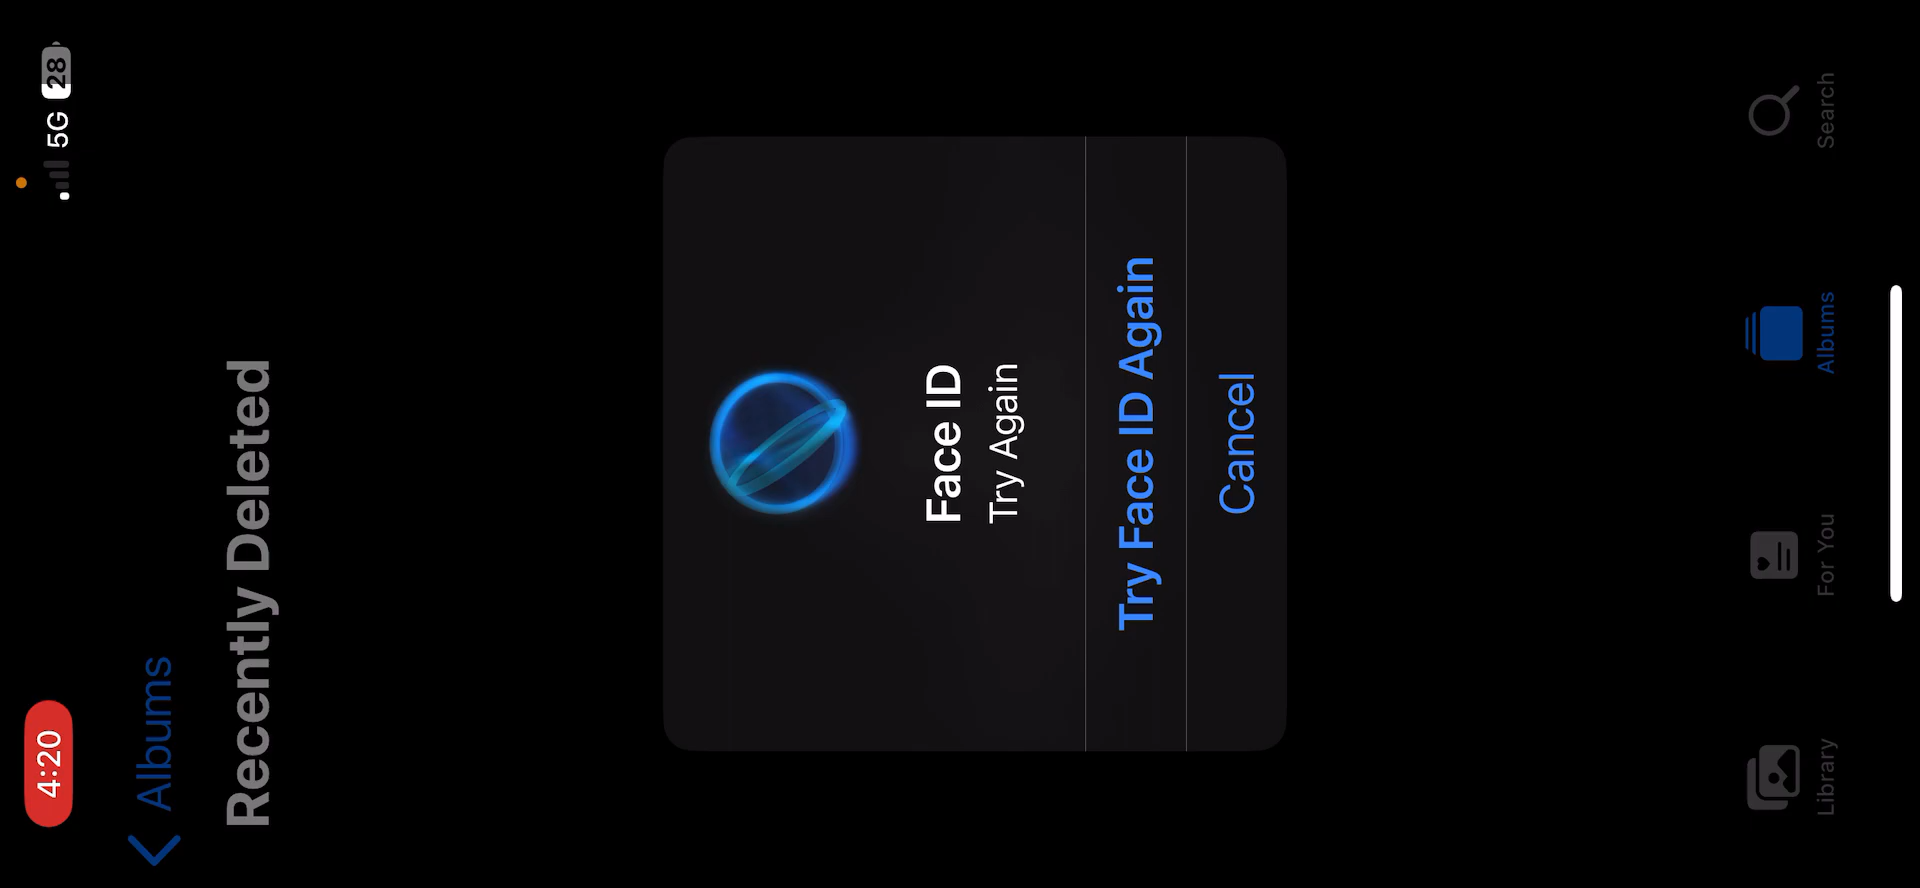 4:20
5G 28
Albums
Recently Deleted
Face ID
Try Again
Try Face ID Again
Cancel
Library
For You
Albums
Search